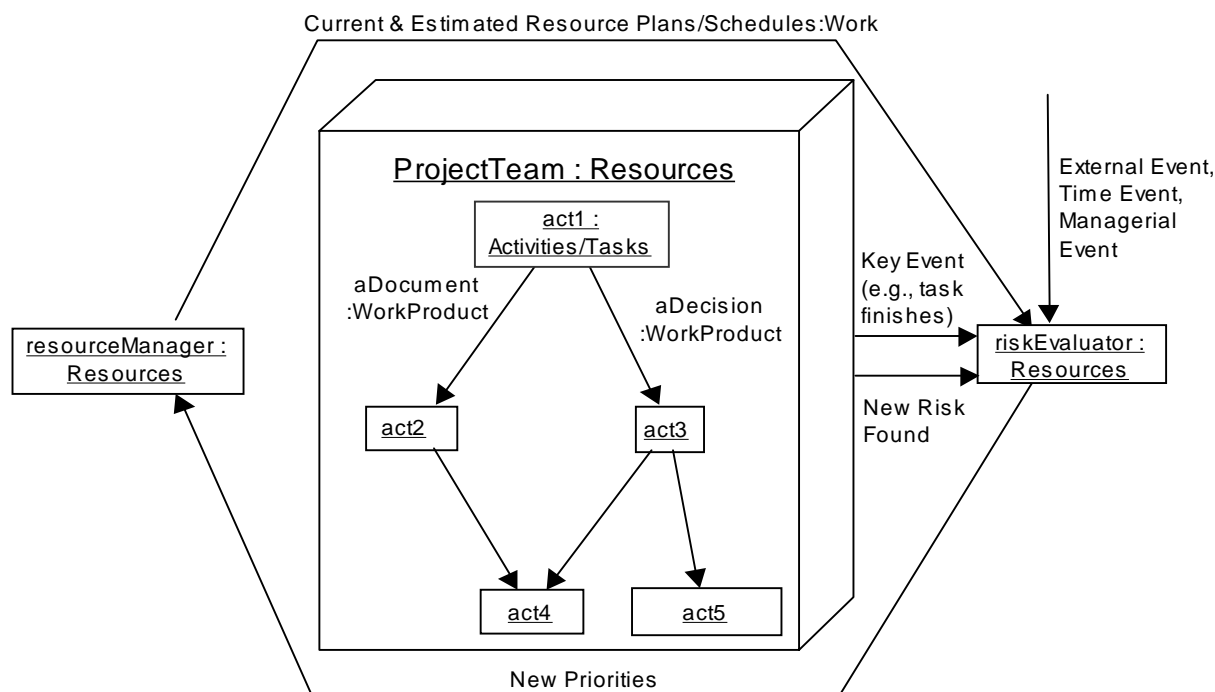 Current & Estimated Resource Plans/Schedules:Work
ProjectTeam : Resources
act1 :
Activities/Tasks
aDocument
:WorkProduct
aDecision
:WorkProduct
act2
act3
act4
act5
Key Event
(e.g., task
finishes)
New Risk
Found
External Event,
Time Event,
Managerial
Event
resourceManager :
Resources
riskEvaluator :
Resources
New Priorities